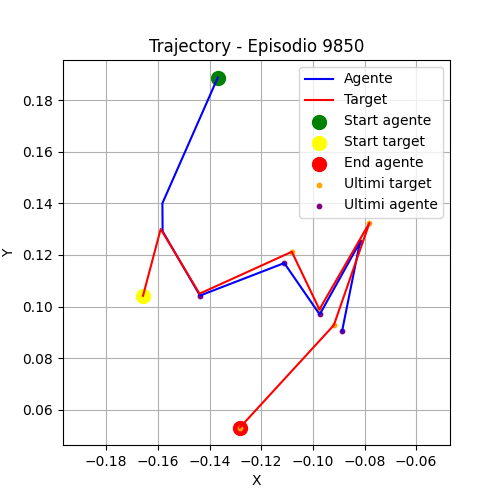 Trajectory - Episodio 9850
Agente
Target
Start agente
Start target
End agente
Ultimi target
Ultimi agente
Y
0.18
0.16
0.14
0.12
0.10
0.08
0.06
−0.18 −0.16 −0.14 −0.12 −0.10 −0.08 −0.06
X